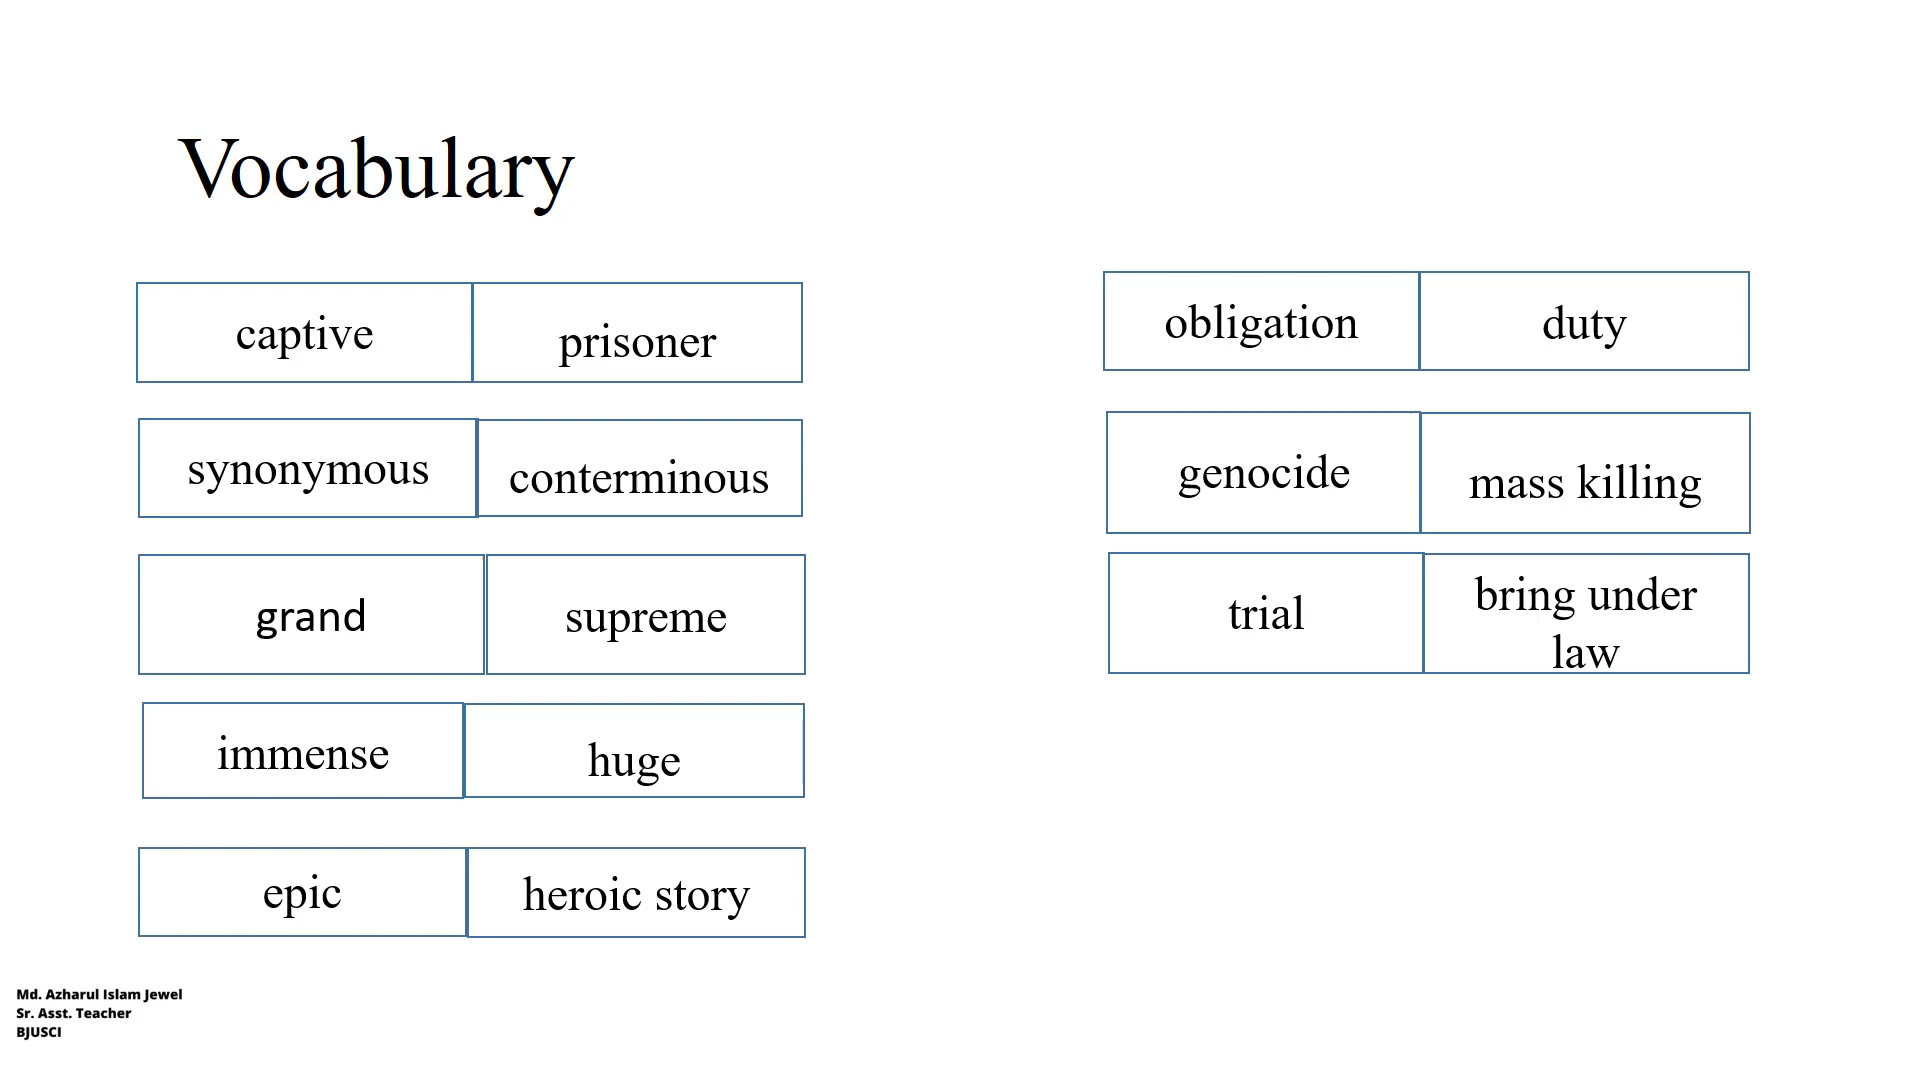 Vocabulary
captive prisoner
synonymous conterminous
grand supreme
immense huge
epic heroic story
obligation duty
genocide mass killing
trial bring under
law
Md. Azharul Islam Jewel
Sr. Asst. Teacher
BJUSCI